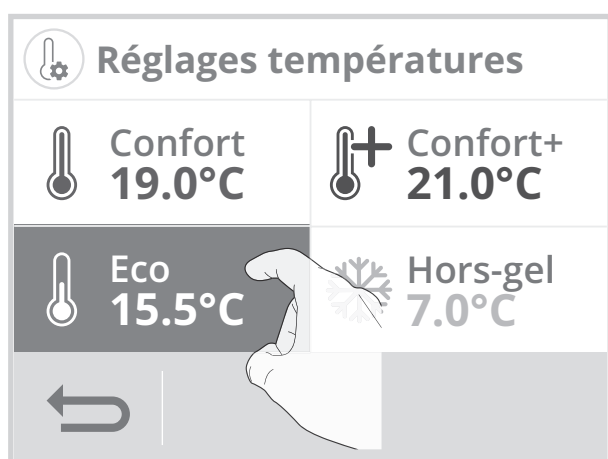 Réglages températures
Confort
19.0°C
Confort+
21.0°C
Eco
15.5°C
Hors-gel
7.0°C